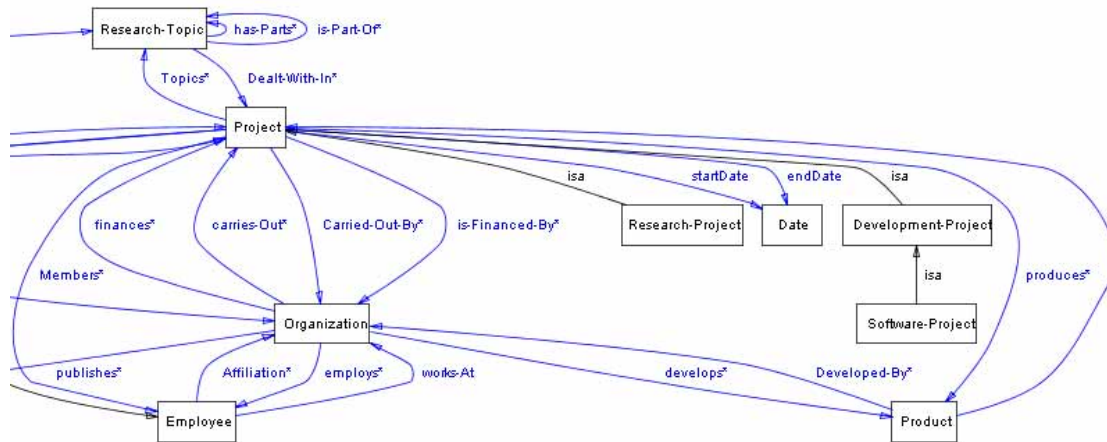 Research-Topic
has-Parts*
is-Part-Of*
Topics*
Dealt-With-In*
Project
isa
startDate
endDate
isa
finances*
carries-Out*
Carried-Out-By*
is-Financed-By*
Research-Project
Date
Development-Project
Members*
isa
produces*
Organization
Software-Project
publishes*
Affiliation*
employs*
works-At
develops*
Developed-By*
Employee
Product